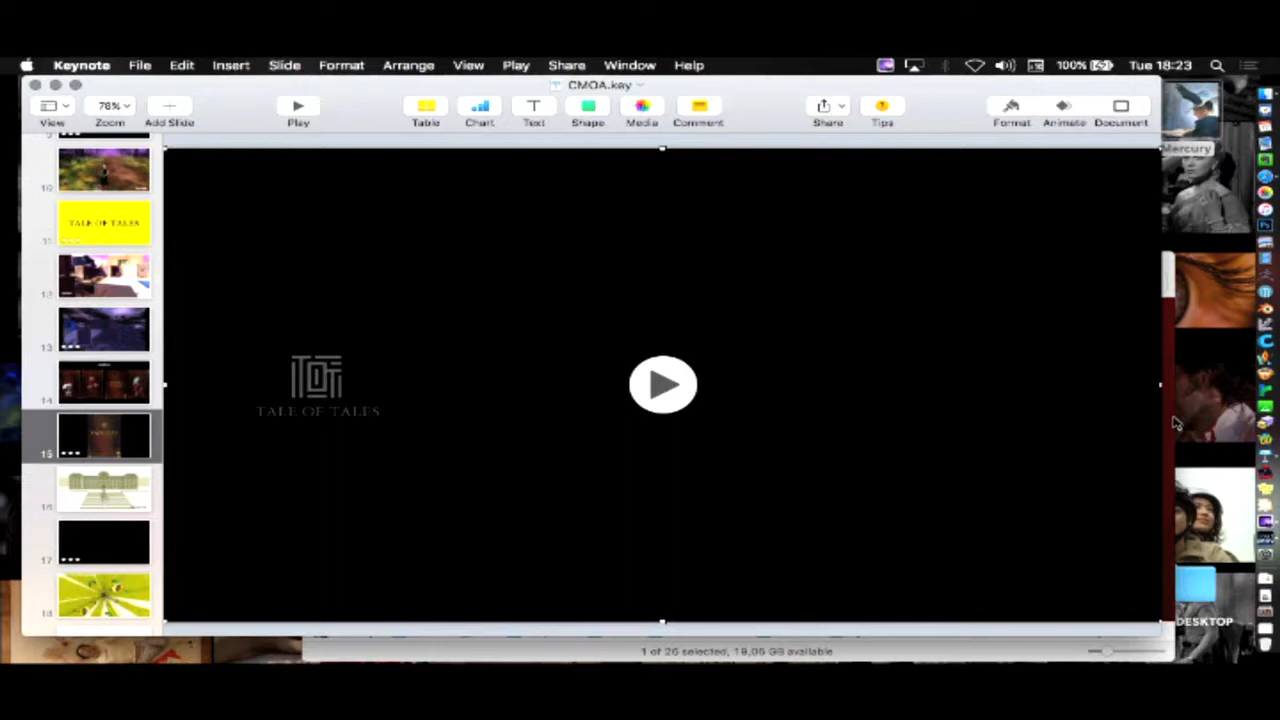 Keynote File Edit Insert Slide Format Arrange View Play Share Window Help 100% Tue 18:23
CMOA.key
78%
View Zoom Add Slide Play Table Chart Text Shape Media Comment Share Tips Format Animate Document
Mercury
10
TALE OF TALES
11
12
13
14
15
TALE OF TALES
16
17
18
DESKTOP
1 of 26 selected, 19,05 GB available